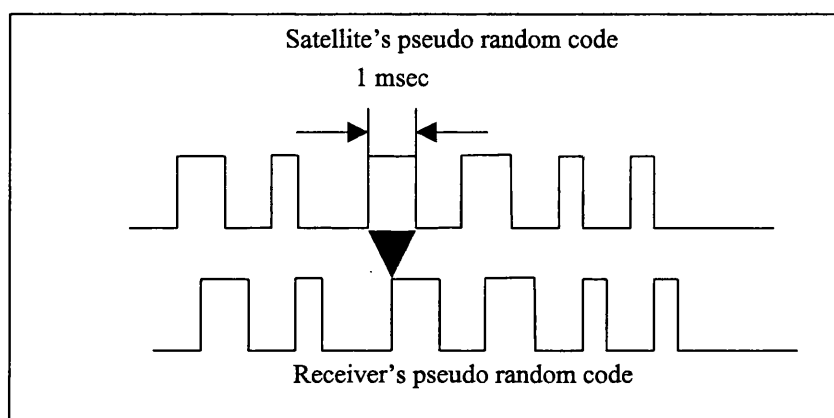 Satellite's pseudo random code
1 msec
Receiver's pseudo random code